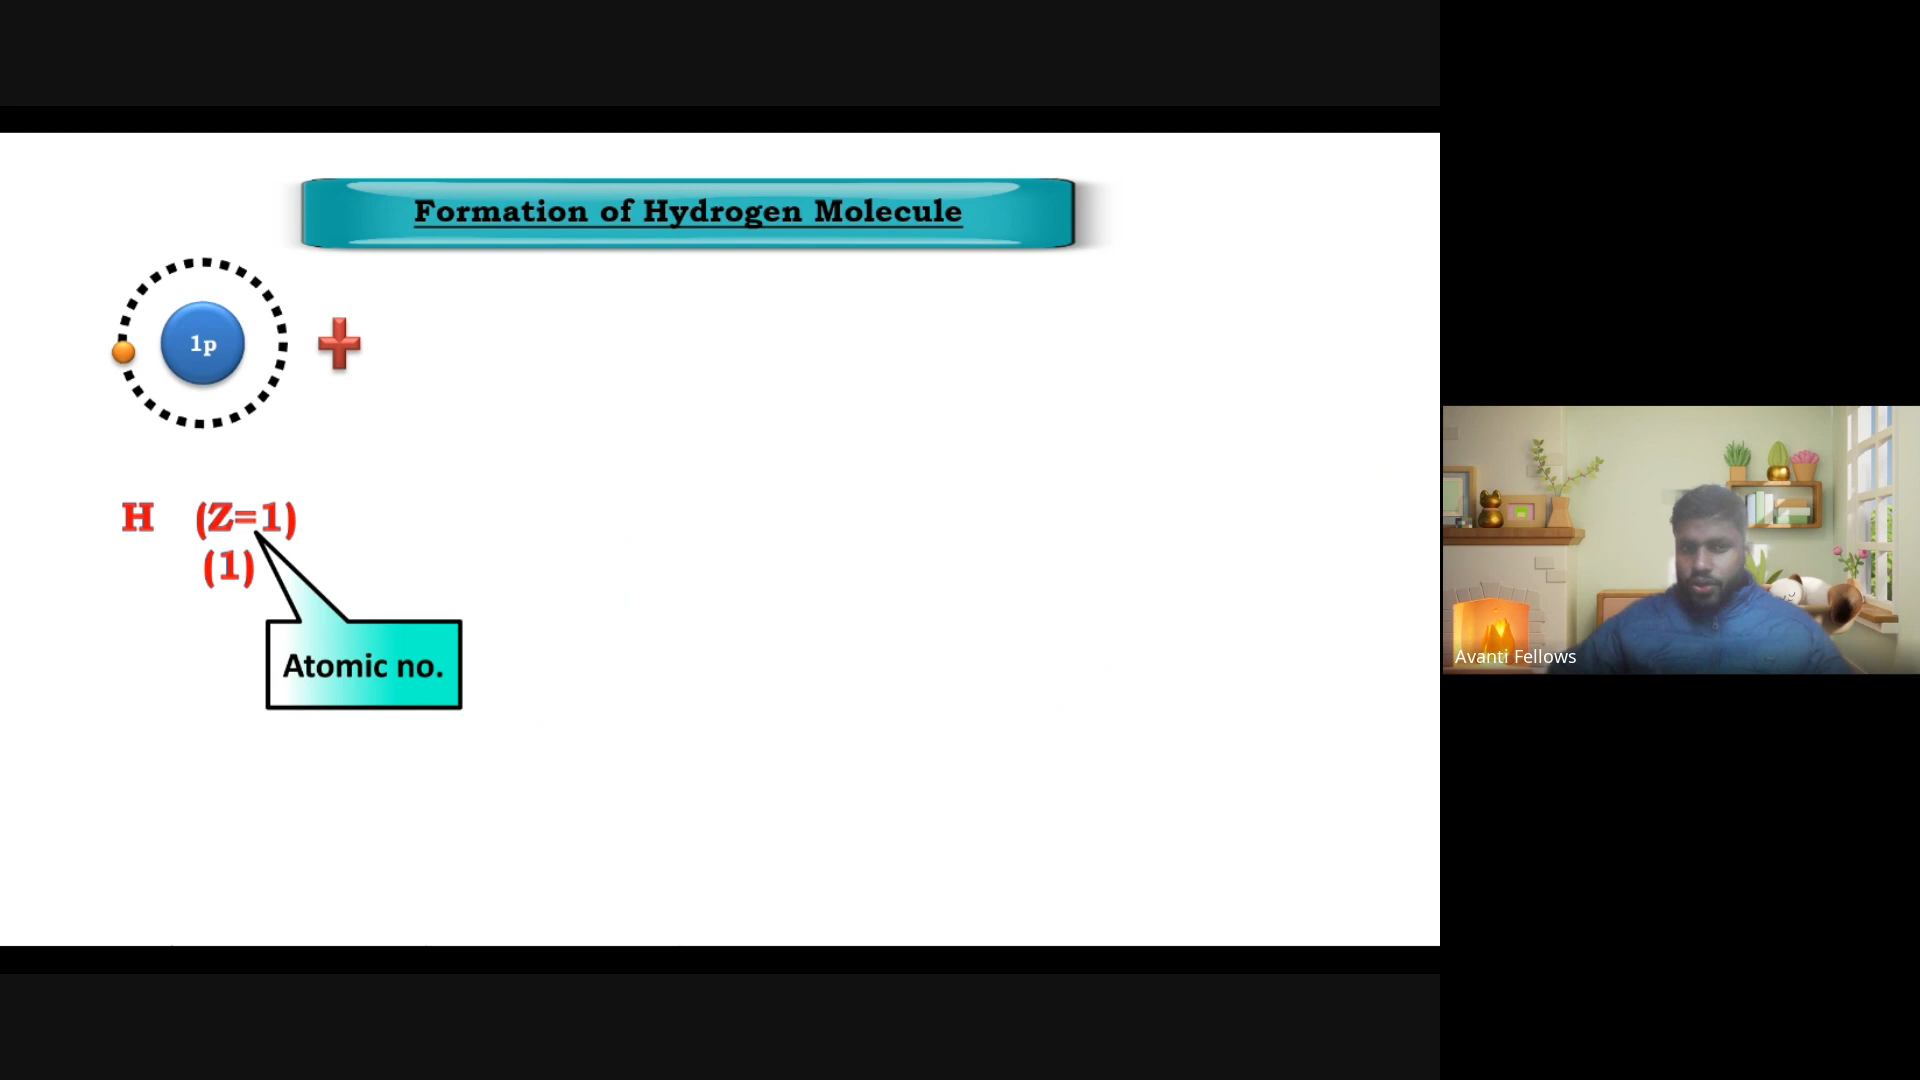 Formation of Hydrogen Molecule
1p
H (Z=1)
(1)
Atomic no.
Avanti Fellows